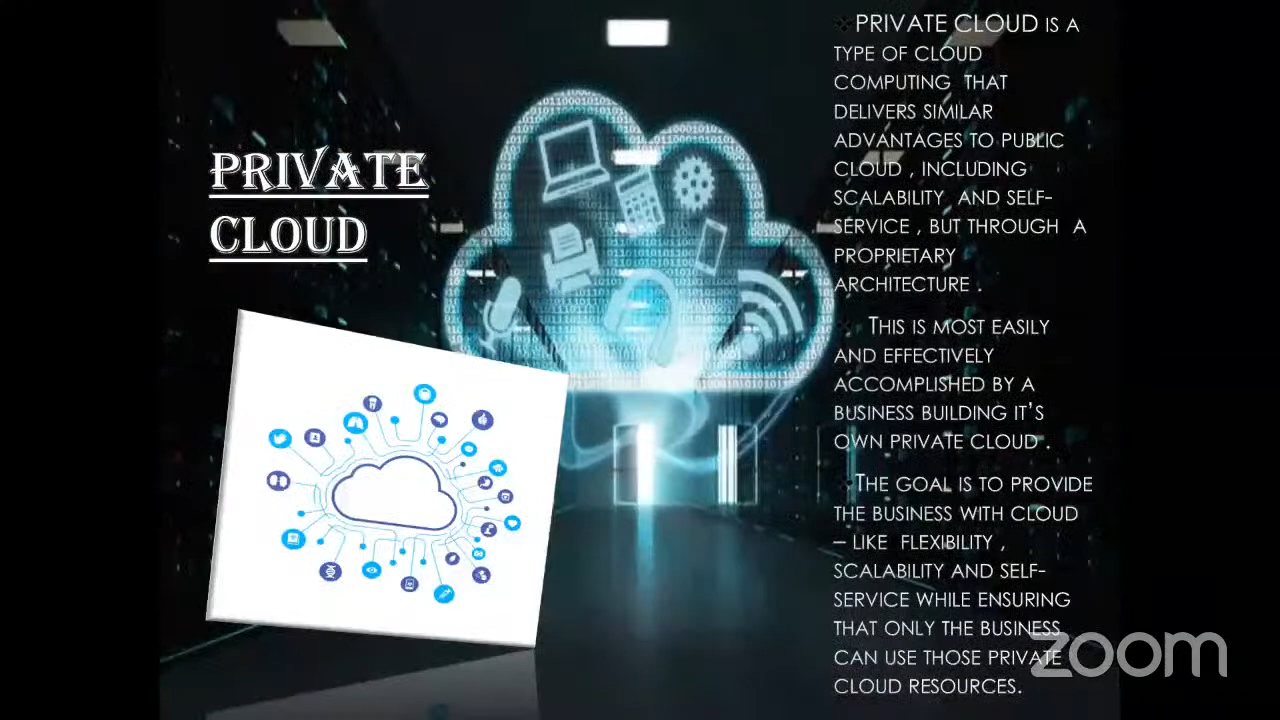 PRIVATE
CLOUD
PRIVATE CLOUD IS A
TYPE OF CLOUD
COMPUTING THAT
DELIVERS SIMILAR
ADVANTAGES TO PUBLIC
CLOUD , INCLUDING
SCALABILITY AND SELF-
SERVICE , BUT THROUGH A
PROPRIETARY
ARCHITECTURE .
THIS IS MOST EASILY
AND EFFECTIVELY
ACCOMPLISHED BY A
BUSINESS BUILDING IT'S
OWN PRIVATE CLOUD .
THE GOAL IS TO PROVIDE
THE BUSINESS WITH CLOUD
– LIKE FLEXIBILITY ,
SCALABILITY AND SELF-
SERVICE WHILE ENSURING
THAT ONLY THE BUSINESS
CAN USE THOSE PRIVATE
CLOUD RESOURCES.
zoom